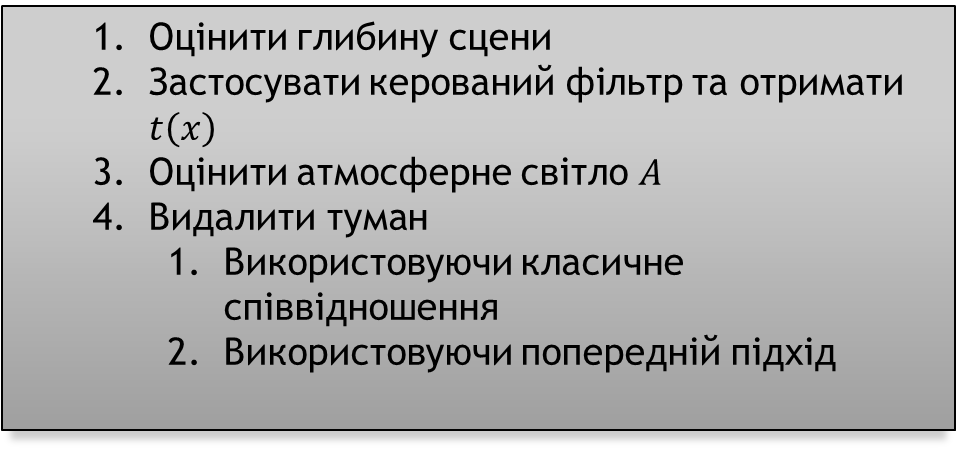 1. Оцінити глибину сцени
2. Застосувати керований фільтр та отримати
𝑡(𝑥)
3. Оцінити атмосферне світло 𝐴
4. Видалити туман
1. Використовуючи класичне
співвідношення
2. Використовуючи попередній підхід